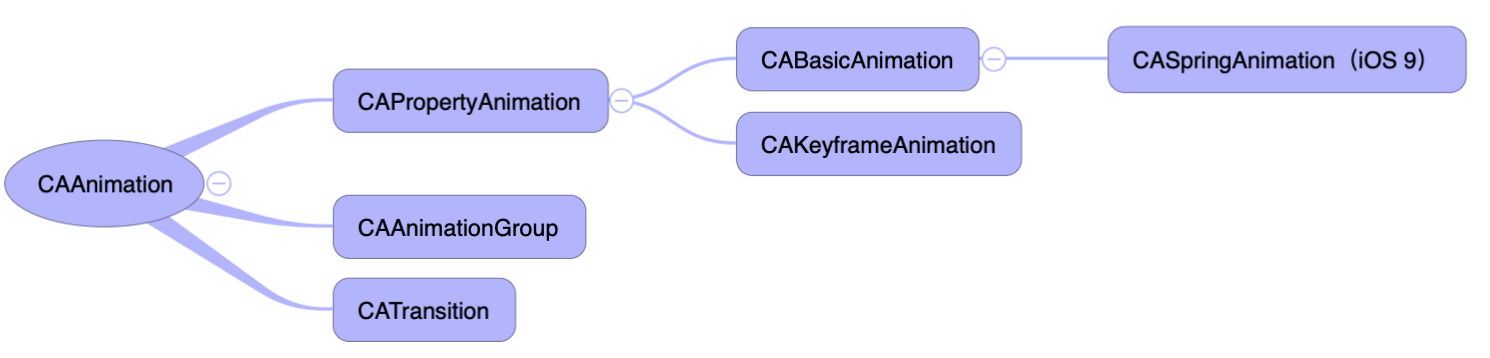 CAAnimation
CAPropertyAnimation
CABasicAnimation
CASpringAnimation（iOS 9）
CAKeyframeAnimation
CAAnimationGroup
CATransition